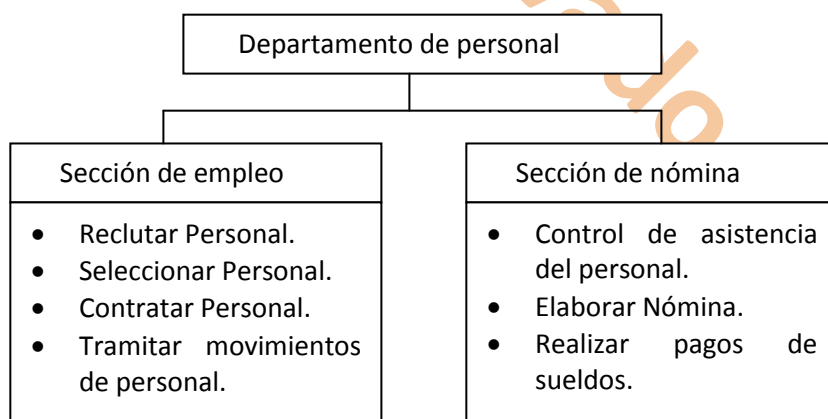 Departamento de personal
Sección de empleo
• Reclutar Personal.
• Seleccionar Personal.
• Contratar Personal.
• Tramitar movimientos
de personal.
Sección de nómina
• Control de asistencia
del personal.
• Elaborar Nómina.
• Realizar pagos de
sueldos.